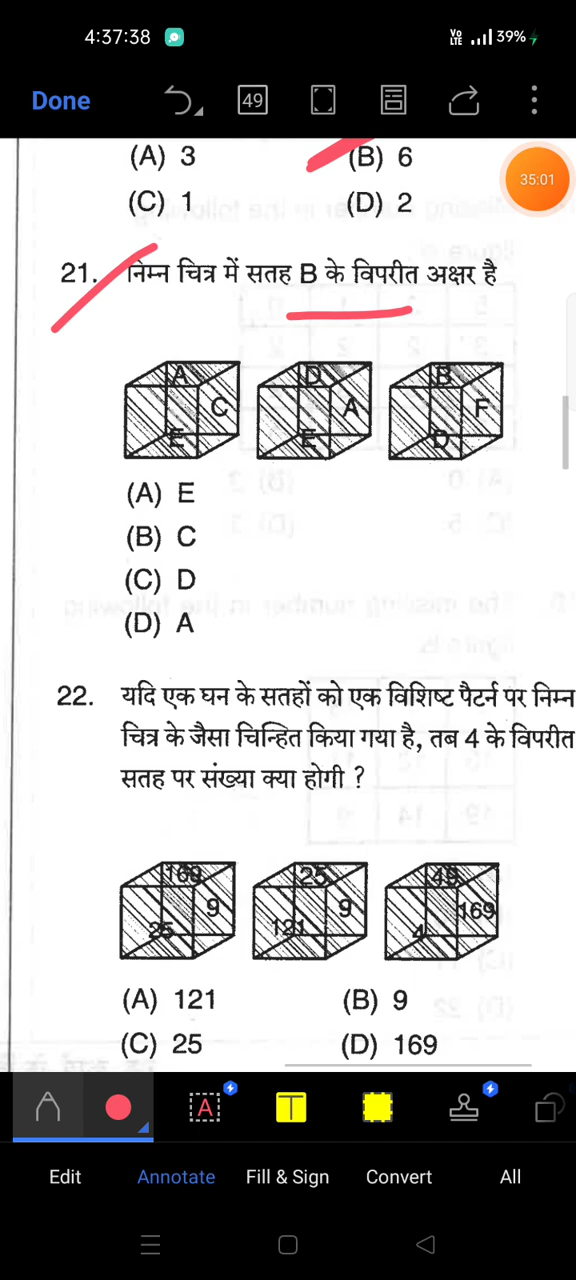 4:37:38
Vo LTE 39%
Done
49
(A) 3 (B) 6
(C) 1 (D) 2
35:01
21. निम्न चित्र में सतह B के विपरीत अक्षर है
A C E D A E B F D
(A) E
(B) C
(C) D
(D) A
22. यदि एक घन के सतहों को एक विशिष्ट पैटर्न पर निम्न
चित्र के जैसा चिन्हित किया गया है, तब 4 के विपरीत
सतह पर संख्या क्या होगी ?
169 9 25 25 9 121 49 169 4
(A) 121 (B) 9
(C) 25 (D) 169
A T
Edit Annotate Fill & Sign Convert All